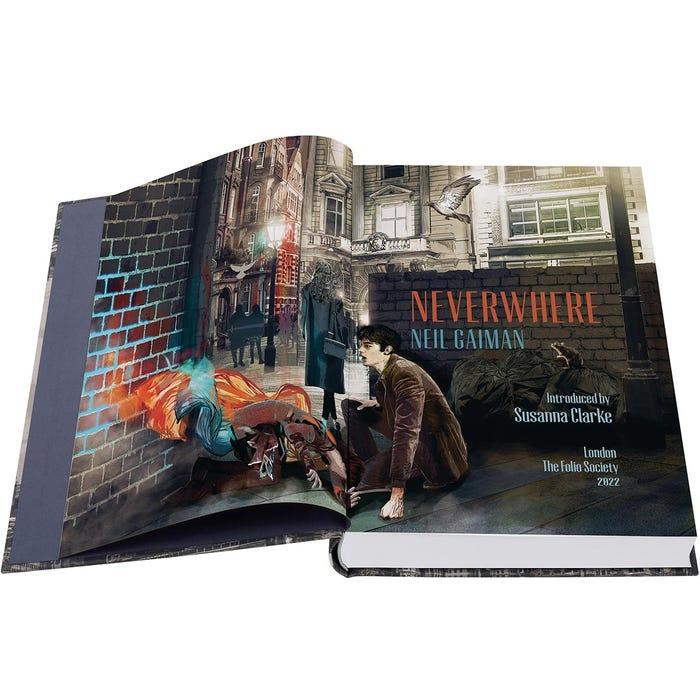 NEVERWHERE
NEIL GAIMAN
Introduced by
Susanna Clarke
London
The Folio Society
2022